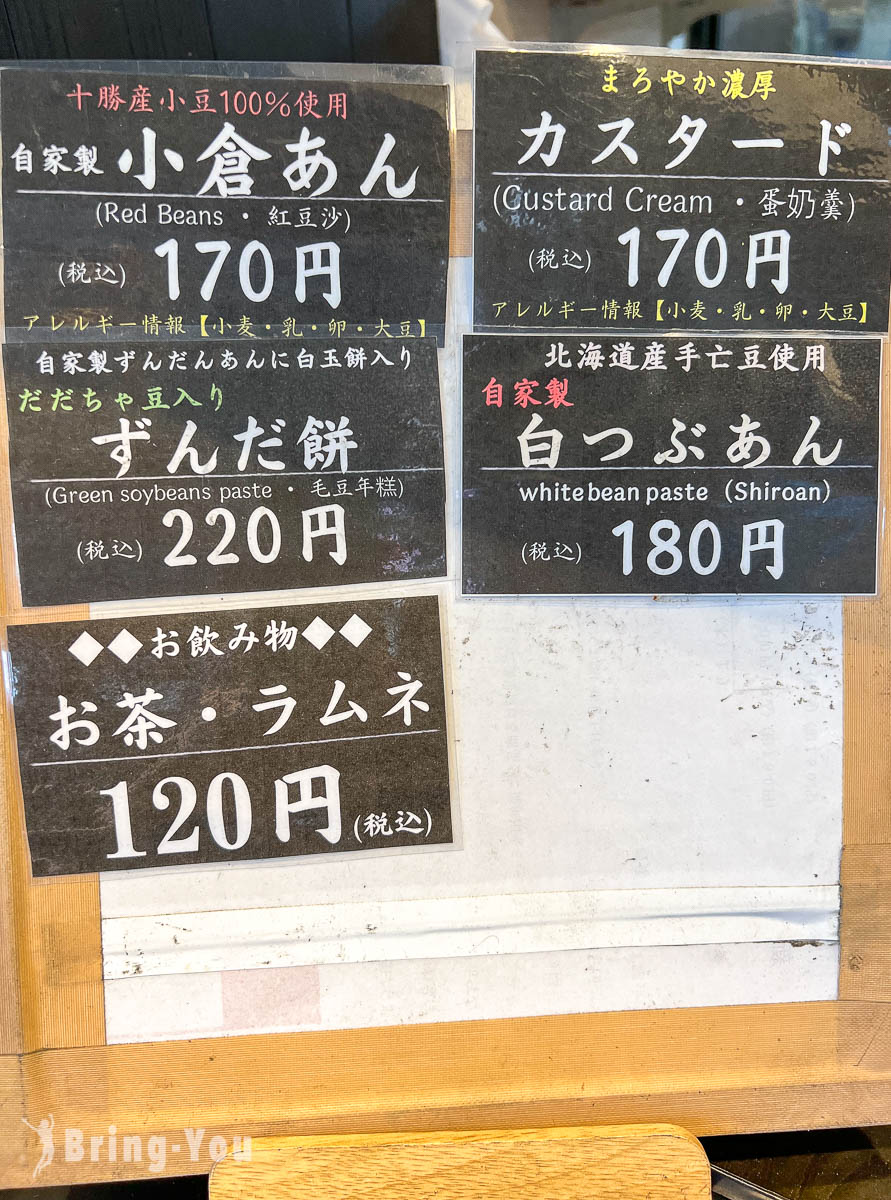 十勝産小豆100%使用
自家製 小倉あん
(Red Beans ・ 紅豆沙)
(税込) 170円
アレルギー情報【小麦・乳・卵・大豆】
まろやか濃厚
カスタード
(Custard Cream ・蛋奶羹)
(税込) 170円
アレルギー情報【小麦・乳・卵・大豆】
自家製ずんだんあんに白玉餅入り
だだちゃ豆入り
ずんだ餅
(Green soybeans paste ・ 毛豆年糕)
(税込) 220円
北海道産手亡豆使用
自家製
白つぶあん
white bean paste (Shiroan)
(税込) 180円
◆◆お飲み物◆◆
お茶・ラムネ
120円(税込)
Bring-You